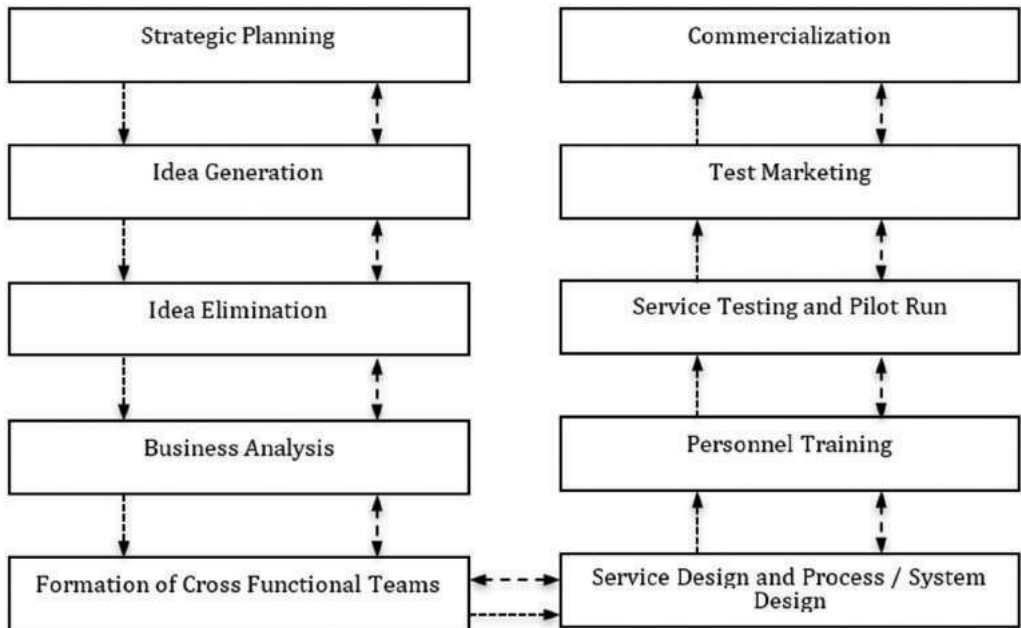 Strategic Planning
Idea Generation
Idea Elimination
Business Analysis
Formation of Cross Functional Teams
Service Design and Process / System
Design
Personnel Training
Service Testing and Pilot Run
Test Marketing
Commercialization